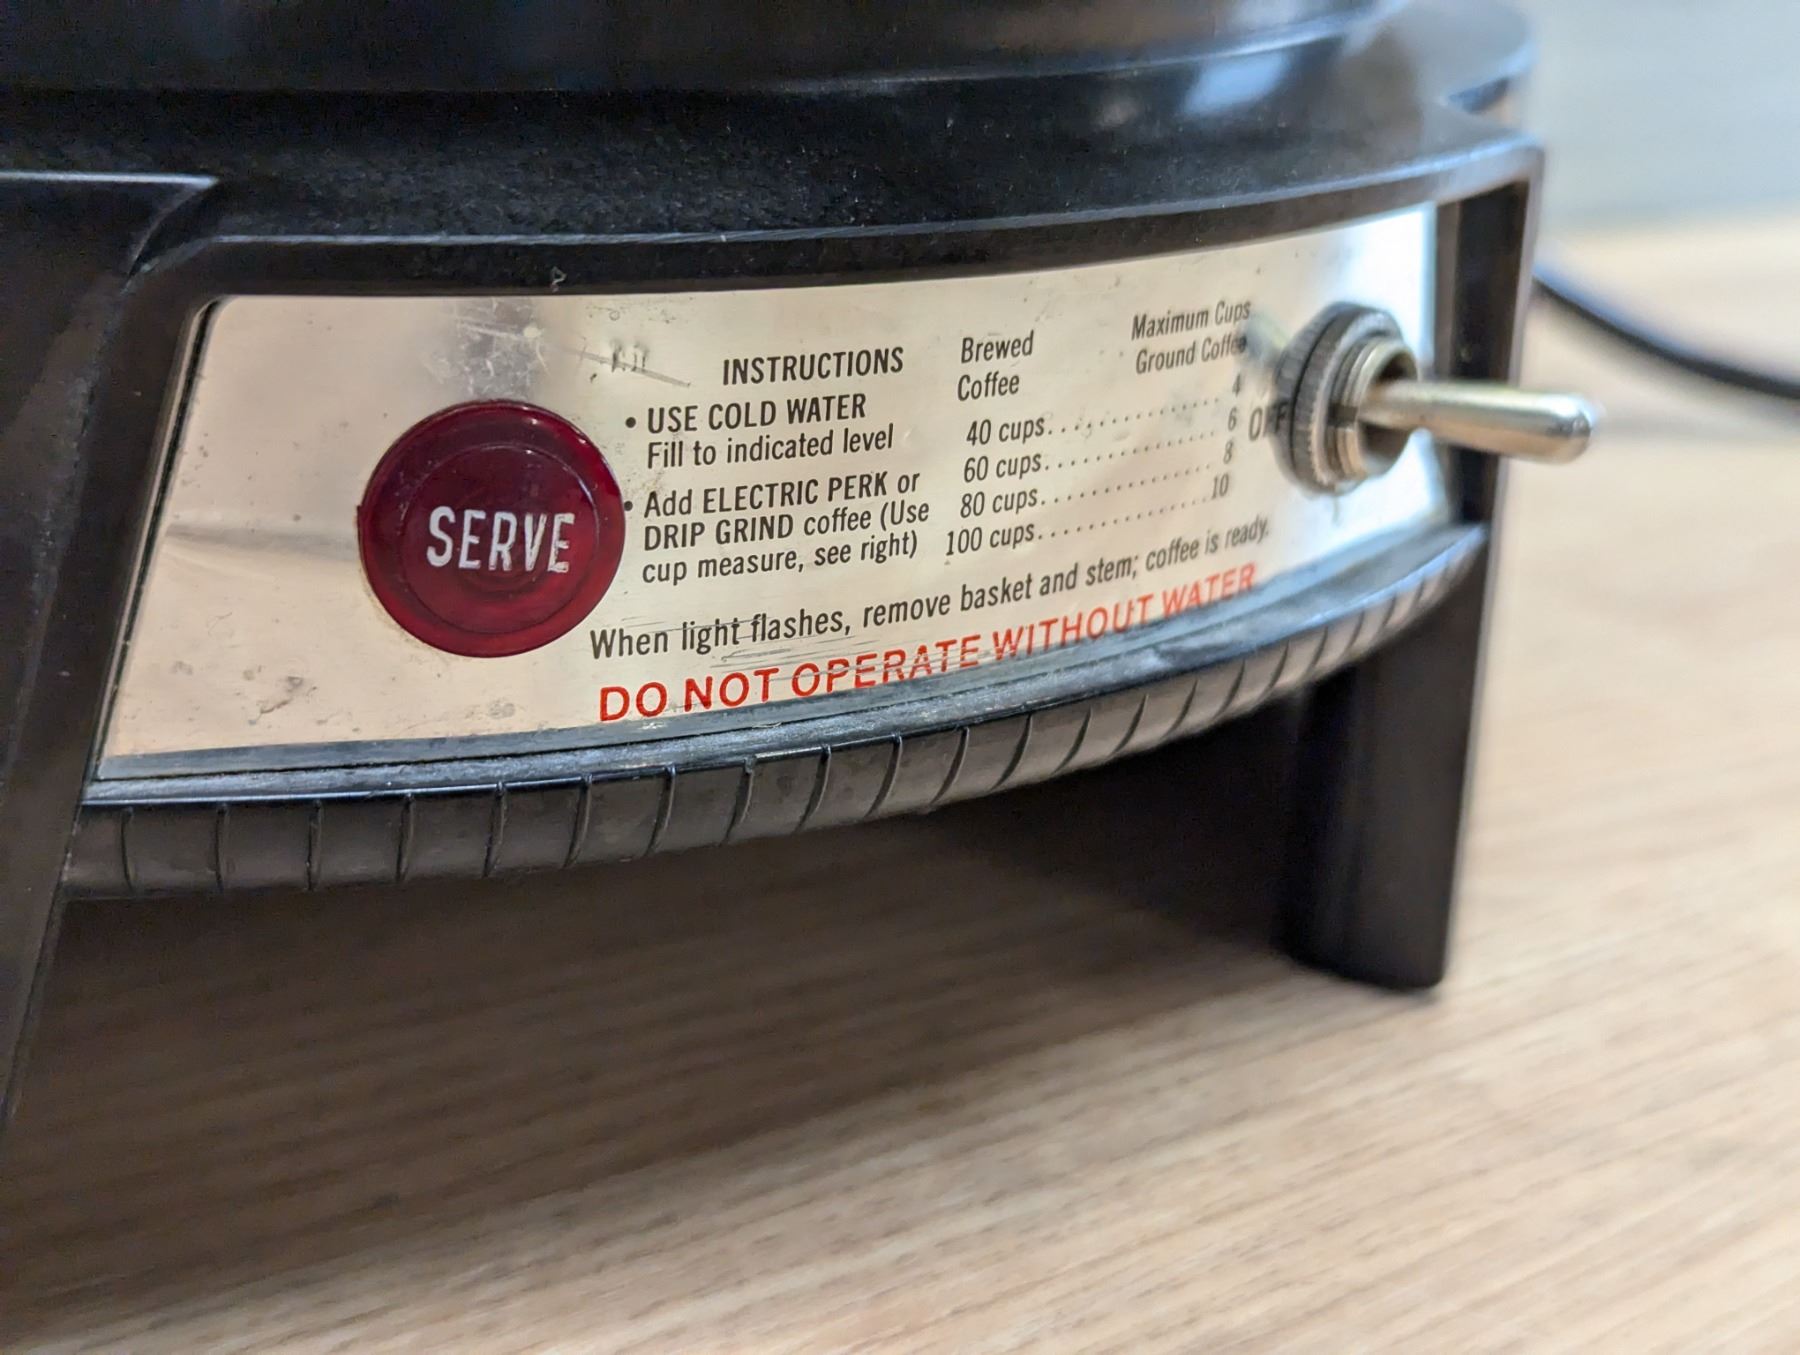 SERVE
INSTRUCTIONS
• USE COLD WATER
Fill to indicated level
• Add ELECTRIC PERK or
DRIP GRIND coffee (Use
cup measure, see right)
Brewed
Coffee
Maximum Cups
Ground Coffee
40 cups............4
60 cups............6
80 cups............8
100 cups............10
When light flashes, remove basket and stem; coffee is ready.
DO NOT OPERATE WITHOUT WATER
OFF